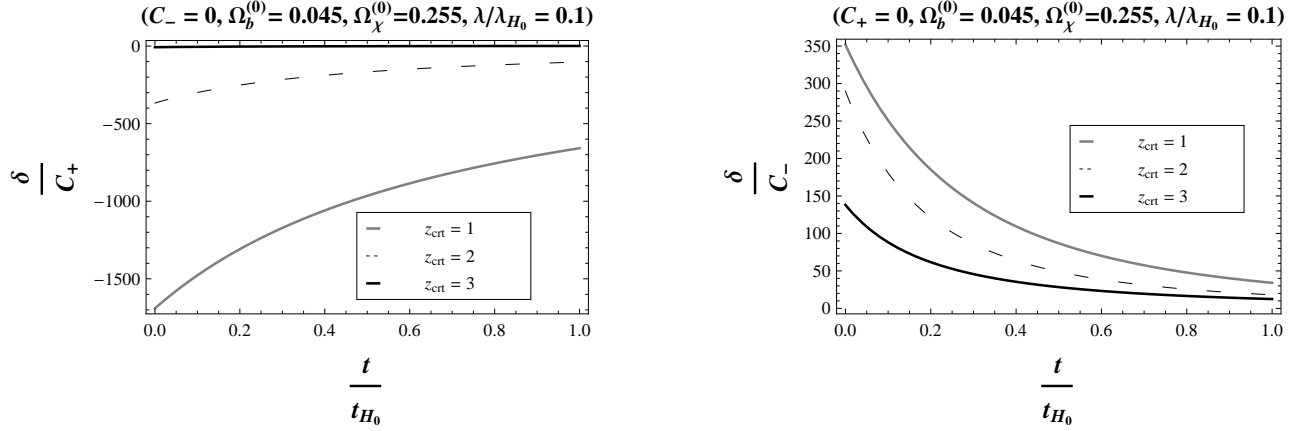 (C₋ = 0, Ω_b^(0) = 0.045, Ω_χ^(0) = 0.255, λ/λ_H₀ = 0.1)
0
−500
−1000
−1500
δ
C₊
z_crt = 1
z_crt = 2
z_crt = 3
0.0 0.2 0.4 0.6 0.8 1.0
t
t_H₀
(C₊ = 0, Ω_b^(0) = 0.045, Ω_χ^(0) = 0.255, λ/λ_H₀ = 0.1)
350
300
250
200
150
100
50
0
δ
C₋
z_crt = 1
z_crt = 2
z_crt = 3
0.0 0.2 0.4 0.6 0.8 1.0
t
t_H₀